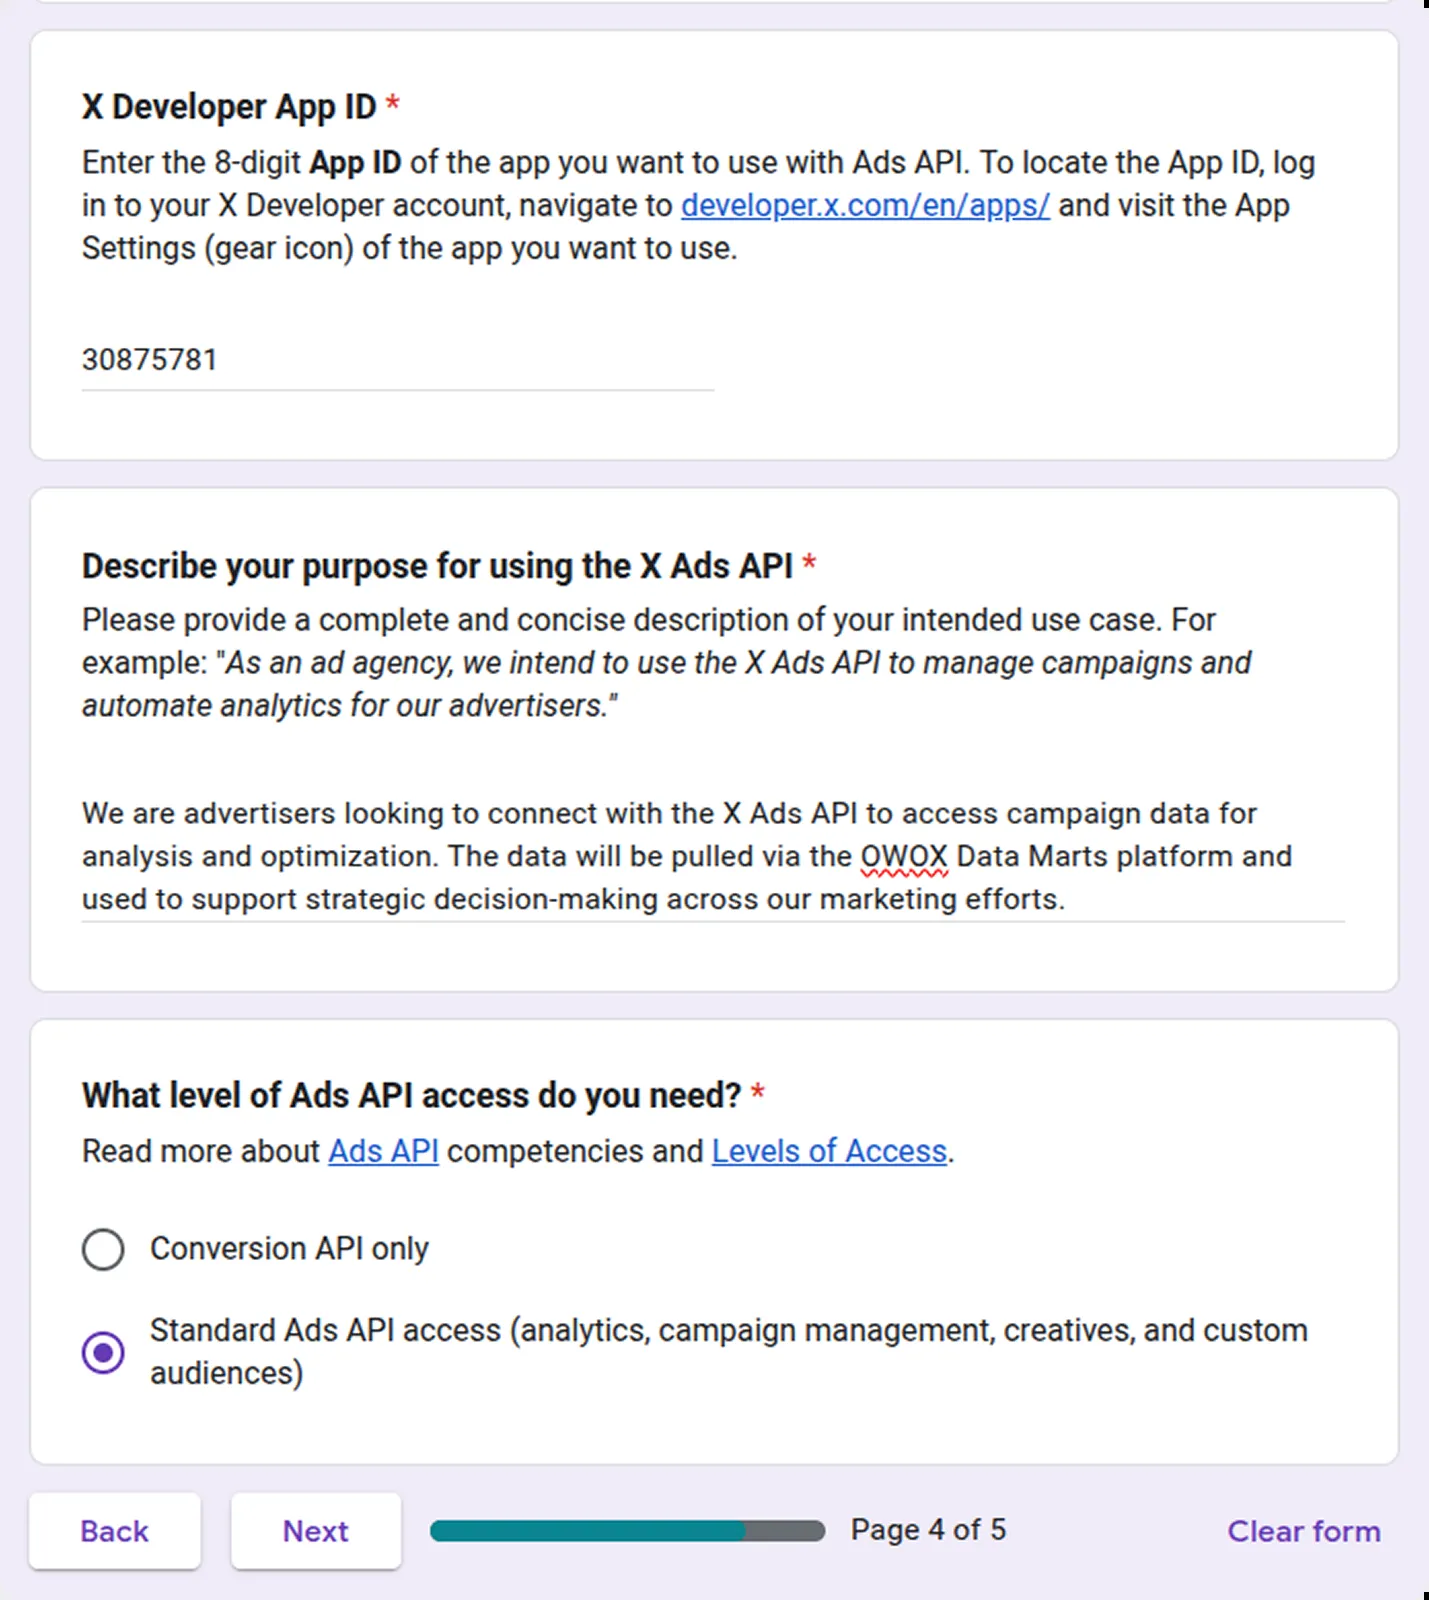 X Developer App ID *
Enter the 8-digit App ID of the app you want to use with Ads API. To locate the App ID, log
in to your X Developer account, navigate to developer.x.com/en/apps/ and visit the App
Settings (gear icon) of the app you want to use.
30875781
Describe your purpose for using the X Ads API *
Please provide a complete and concise description of your intended use case. For
example: "As an ad agency, we intend to use the X Ads API to manage campaigns and
automate analytics for our advertisers."
We are advertisers looking to connect with the X Ads API to access campaign data for
analysis and optimization. The data will be pulled via the OWOX Data Marts platform and
used to support strategic decision-making across our marketing efforts.
What level of Ads API access do you need? *
Read more about Ads API competencies and Levels of Access.
Conversion API only
Standard Ads API access (analytics, campaign management, creatives, and custom
audiences)
Back Next Page 4 of 5 Clear form